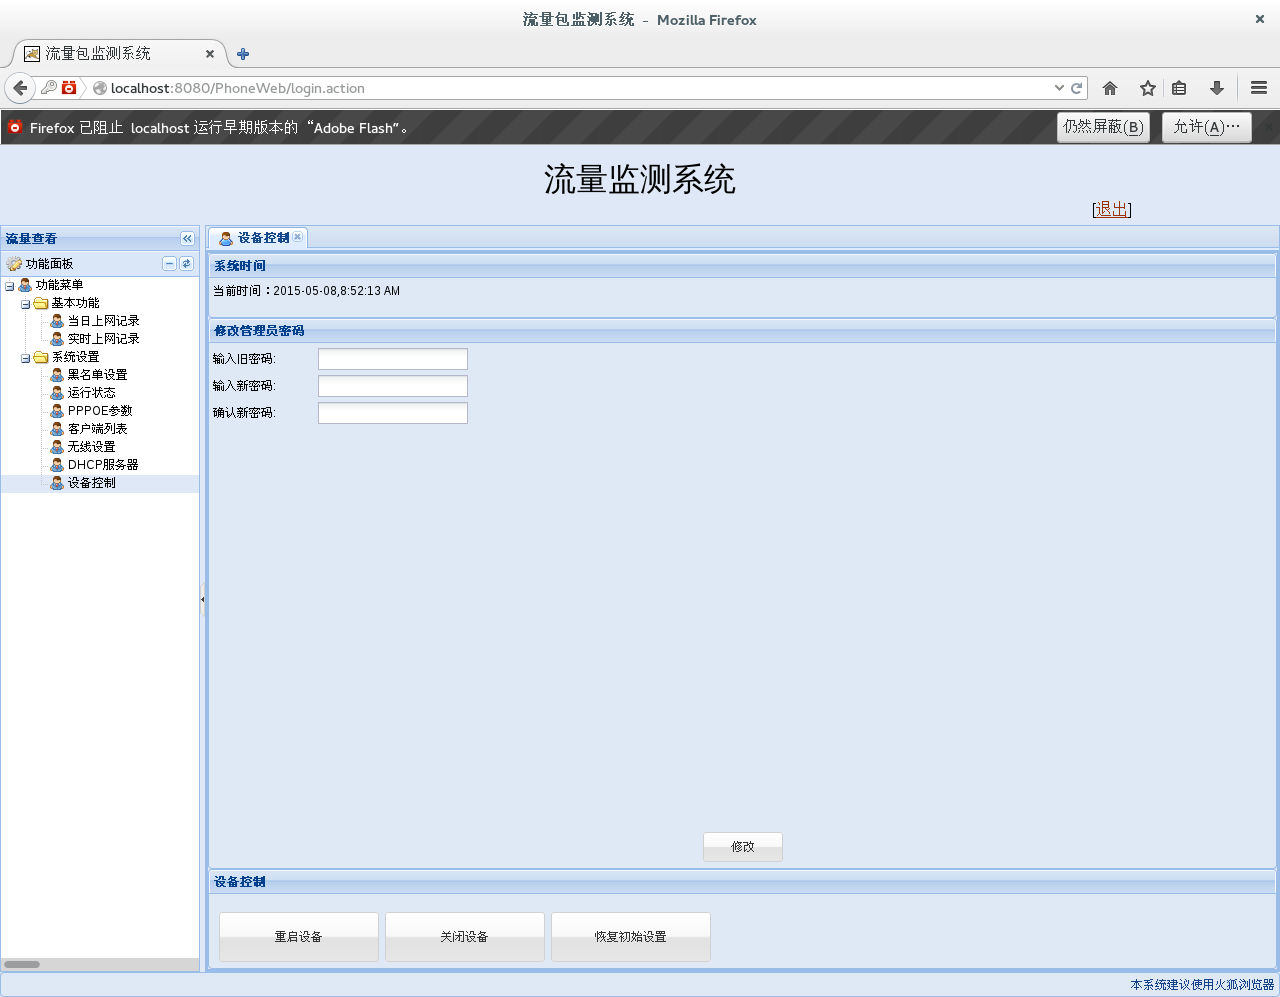 流量包监测系统 - Mozilla Firefox
流量包监测系统
localhost:8080/PhoneWeb/login.action
Firefox 已阻止 localhost 运行早期版本的“Adobe Flash”。
仍然屏蔽(B)
允许(A)…
流量监测系统
[退出]
流量查看
功能面板
功能菜单
基本功能
当日上网记录
实时上网记录
系统设置
黑名单设置
运行状态
PPPOE参数
客户端列表
无线设置
DHCP服务器
设备控制
设备控制
系统时间
当前时间：2015-05-08,8:52:13 AM
修改管理员密码
输入旧密码:
输入新密码:
确认新密码:
修改
设备控制
重启设备
关闭设备
恢复初始设置
本系统建议使用火狐浏览器